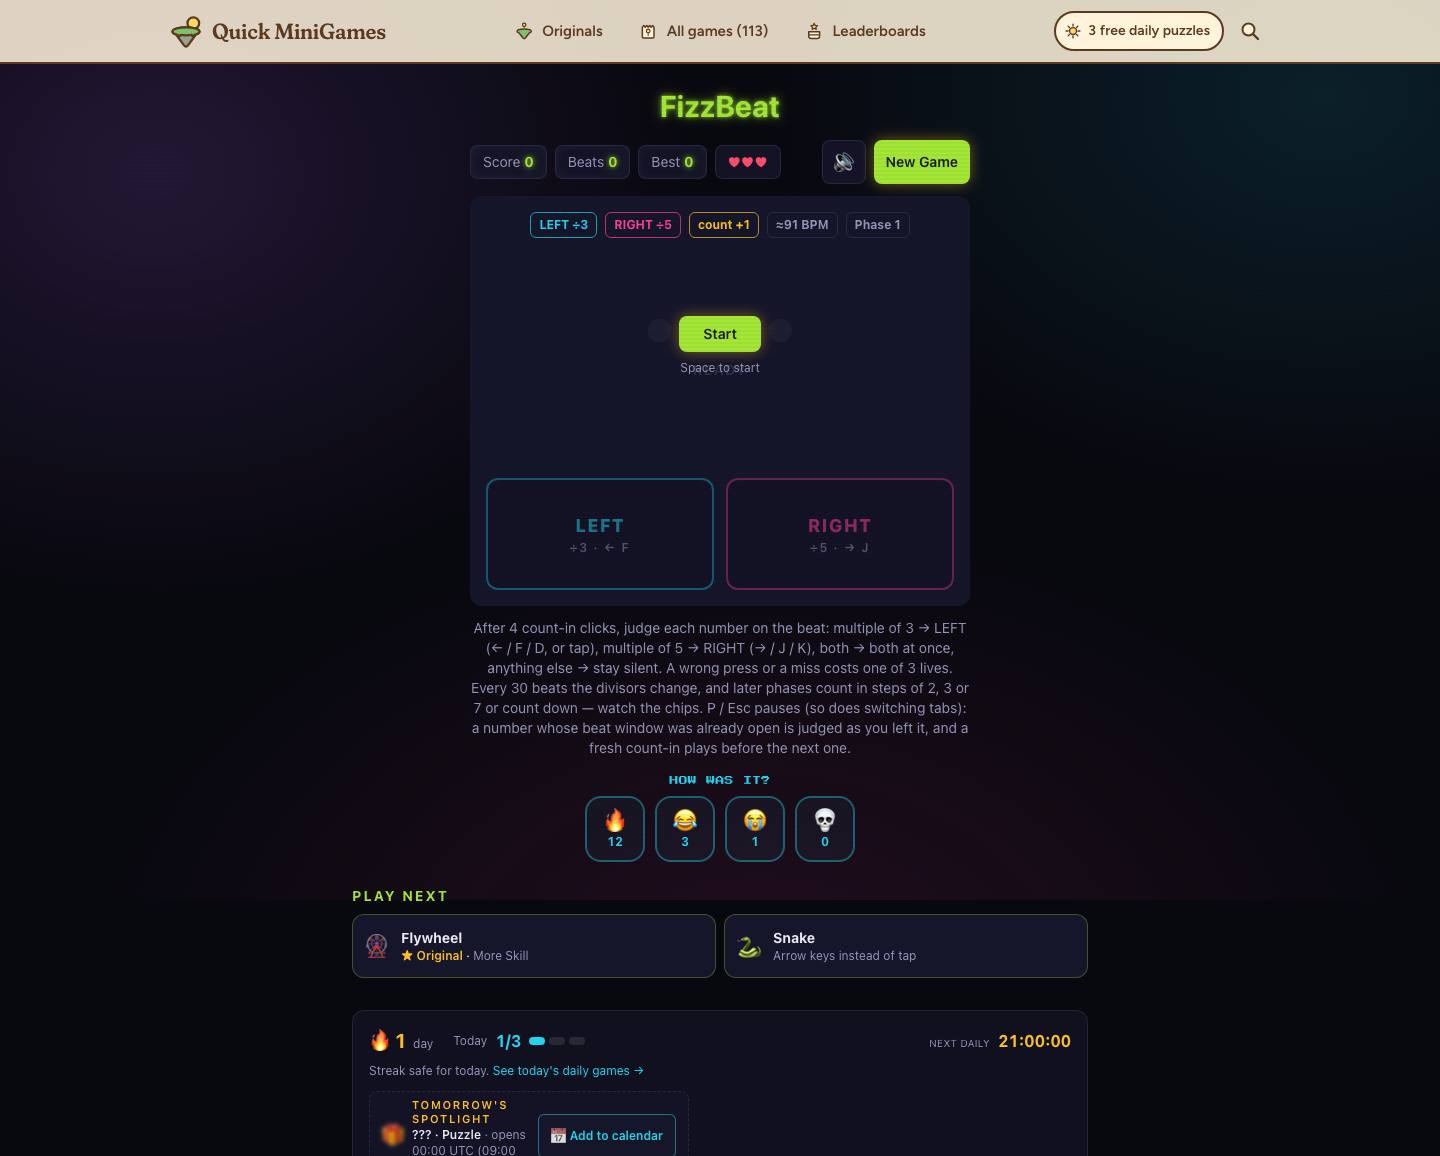 Quick MiniGames
Originals
All games (113)
Leaderboards
3 free daily puzzles
FizzBeat
Score 0
Beats 0
Best 0
New Game
LEFT ÷3
RIGHT ÷5
count +1
≈91 BPM
Phase 1
Start
Space to start
LEFT
÷3 · ← F
RIGHT
÷5 · → J
After 4 count-in clicks, judge each number on the beat: multiple of 3 → LEFT
(← / F / D, or tap), multiple of 5 → RIGHT (→ / J / K), both → both at once,
anything else → stay silent. A wrong press or a miss costs one of 3 lives.
Every 30 beats the divisors change, and later phases count in steps of 2, 3 or
7 or count down — watch the chips. P / Esc pauses (so does switching tabs):
a number whose beat window was already open is judged as you left it, and a
fresh count-in plays before the next one.
HOW WAS IT?
12
3
1
0
PLAY NEXT
Flywheel
Original · More Skill
Snake
Arrow keys instead of tap
1 day
Today 1/3
NEXT DAILY 21:00:00
Streak safe for today. See today's daily games →
TOMORROW'S
SPOTLIGHT
??? · Puzzle · opens
00:00 UTC (09:00
Add to calendar